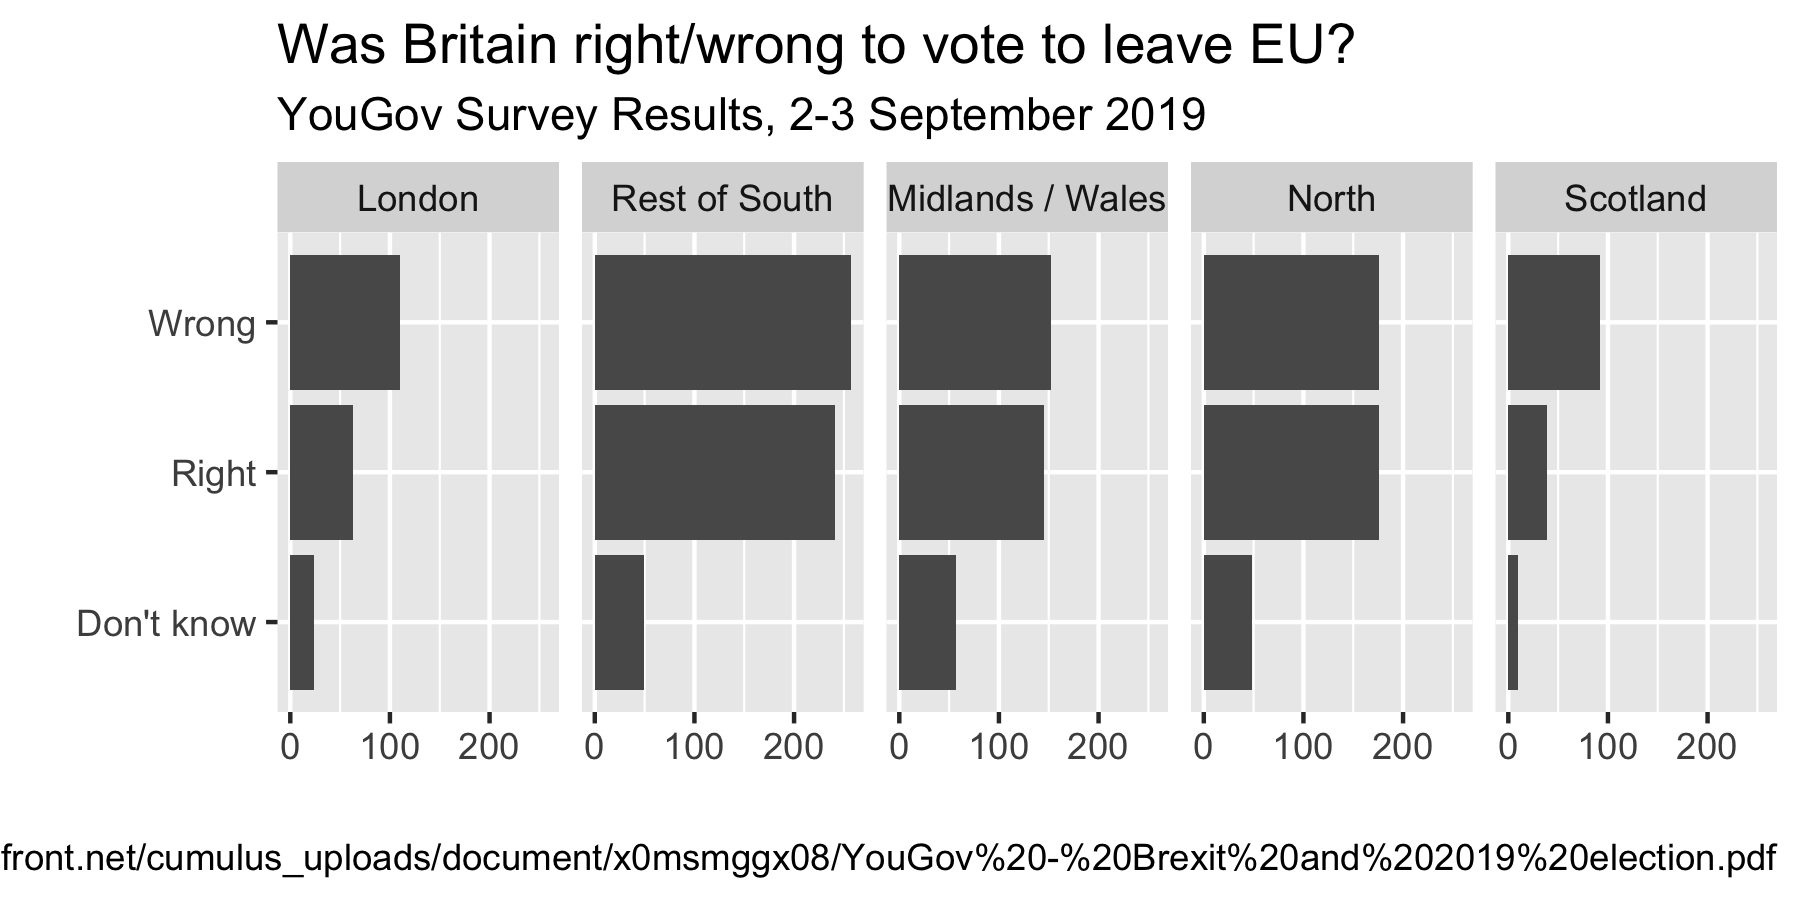 Was Britain right/wrong to vote to leave EU?
YouGov Survey Results, 2-3 September 2019
London Rest of South Midlands / Wales North Scotland
Wrong
Right
Don't know
0 100 200 0 100 200 0 100 200 0 100 200 0 100 200
front.net/cumulus_uploads/document/x0msmggx08/YouGov%20-%20Brexit%20and%202019%20election.pdf